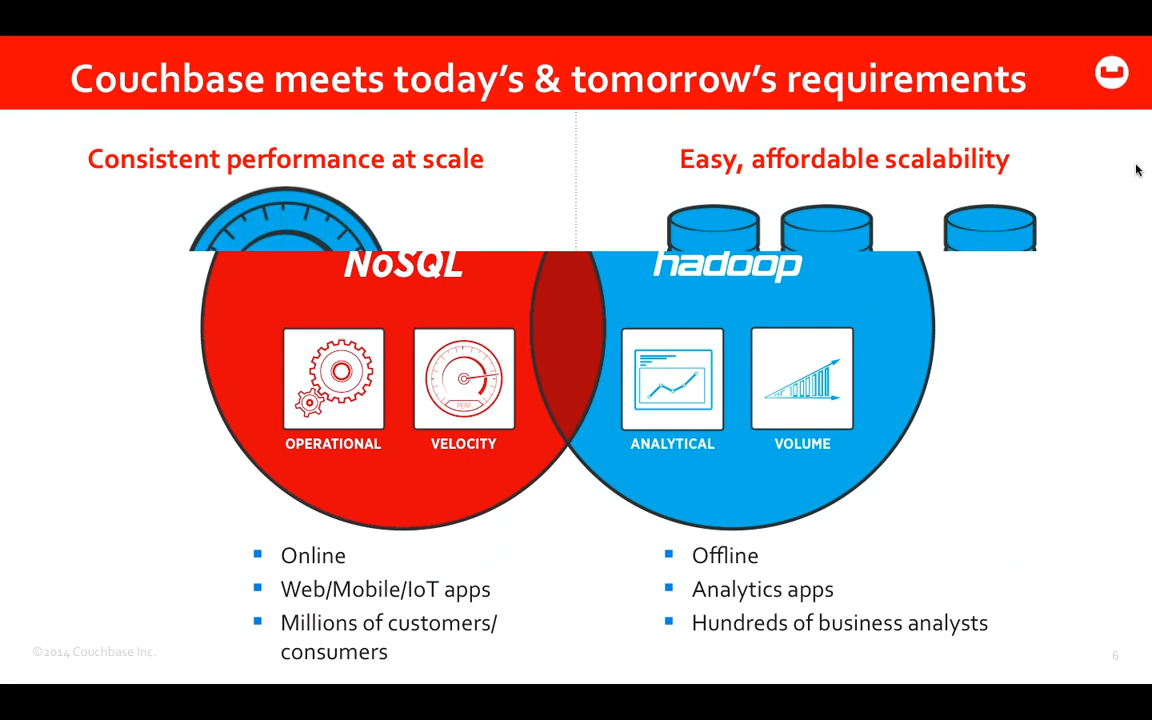 Couchbase meets today's & tomorrow's requirements
Consistent performance at scale
Easy, affordable scalability
NoSQL
hadoop
OPERATIONAL
VELOCITY
ANALYTICAL
VOLUME
PERF
Online
Web/Mobile/IoT apps
Millions of customers/
consumers
Offline
Analytics apps
Hundreds of business analysts
©2014 Couchbase Inc.
6